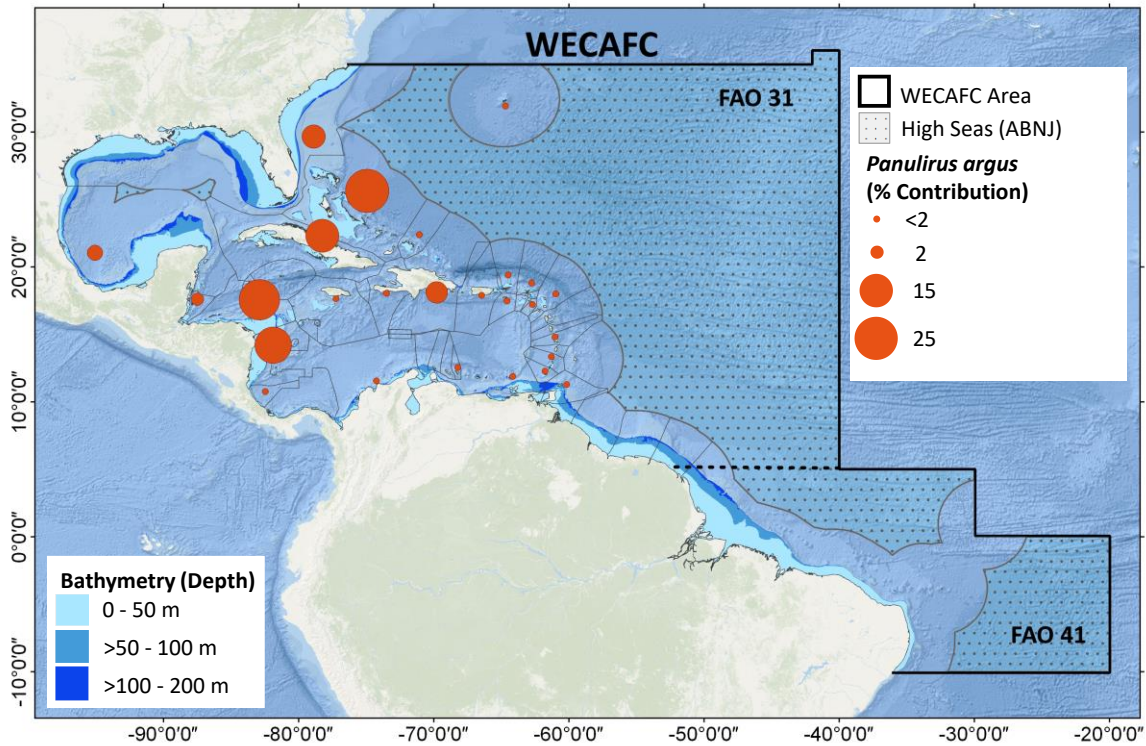 WECAFC
FAO 31
WECAFC Area
High Seas (ABNJ)
Panulirus argus
(% Contribution)
<2
2
15
25
30°0'0"
20°0'0"
10°0'0"
0°0'0"
-10°0'0"
Bathymetry (Depth)
0 - 50 m
>50 - 100 m
>100 - 200 m
FAO 41
-90°0'0"
-80°0'0"
-70°0'0"
-60°0'0"
-50°0'0"
-40°0'0"
-30°0'0"
-20°0'0"